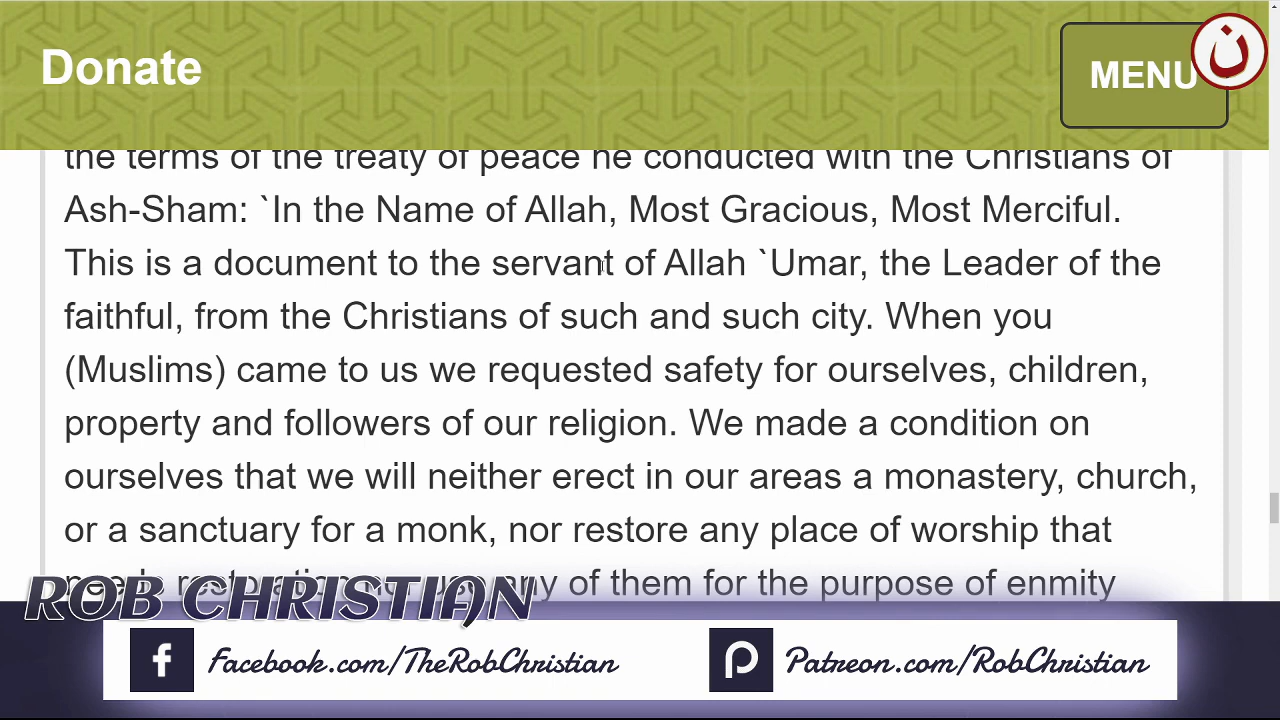 Donate
MENU
ن
the terms of the treaty of peace he conducted with the Christians of
Ash-Sham: `In the Name of Allah, Most Gracious, Most Merciful.
This is a document to the servant of Allah `Umar, the Leader of the
faithful, from the Christians of such and such city. When you
(Muslims) came to us we requested safety for ourselves, children,
property and followers of our religion. We made a condition on
ourselves that we will neither erect in our areas a monastery, church,
or a sanctuary for a monk, nor restore any place of worship that
of them for the purpose of enmity
ROB CHRISTIAN
Facebook.com/TheRobChristian
Patreon.com/RobChristian